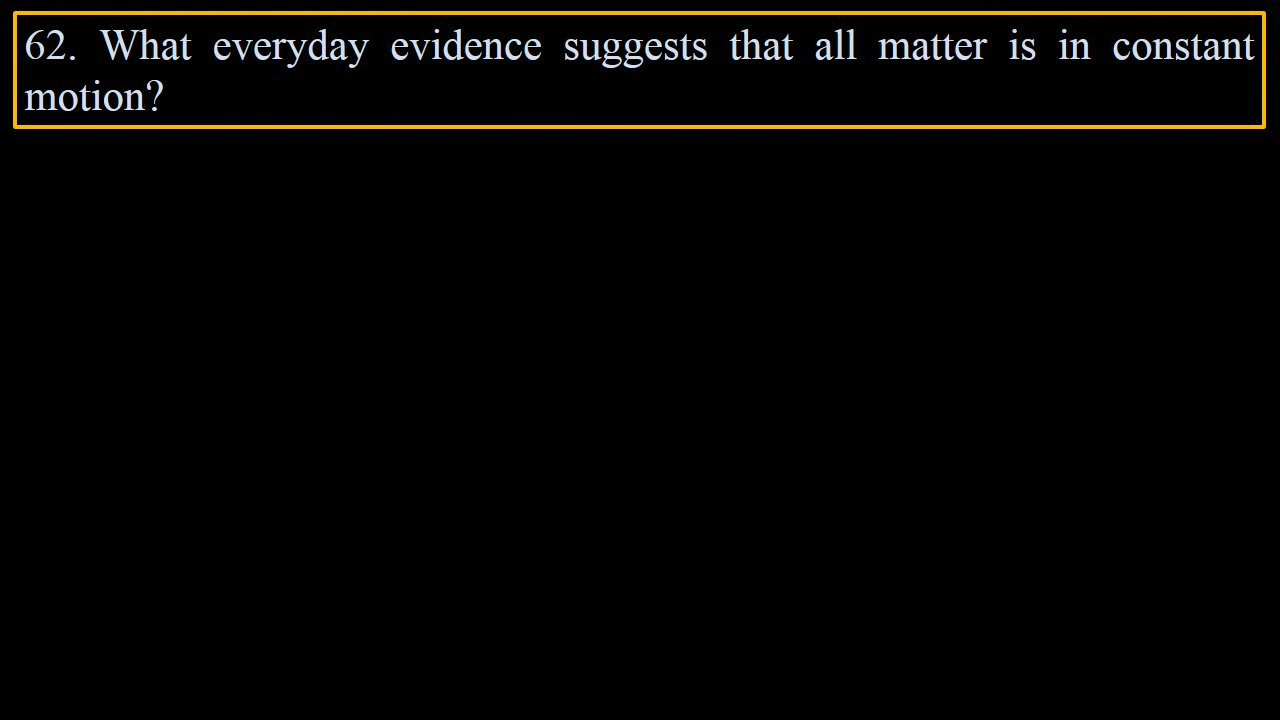 62. What everyday evidence suggests that all matter is in constant
motion?